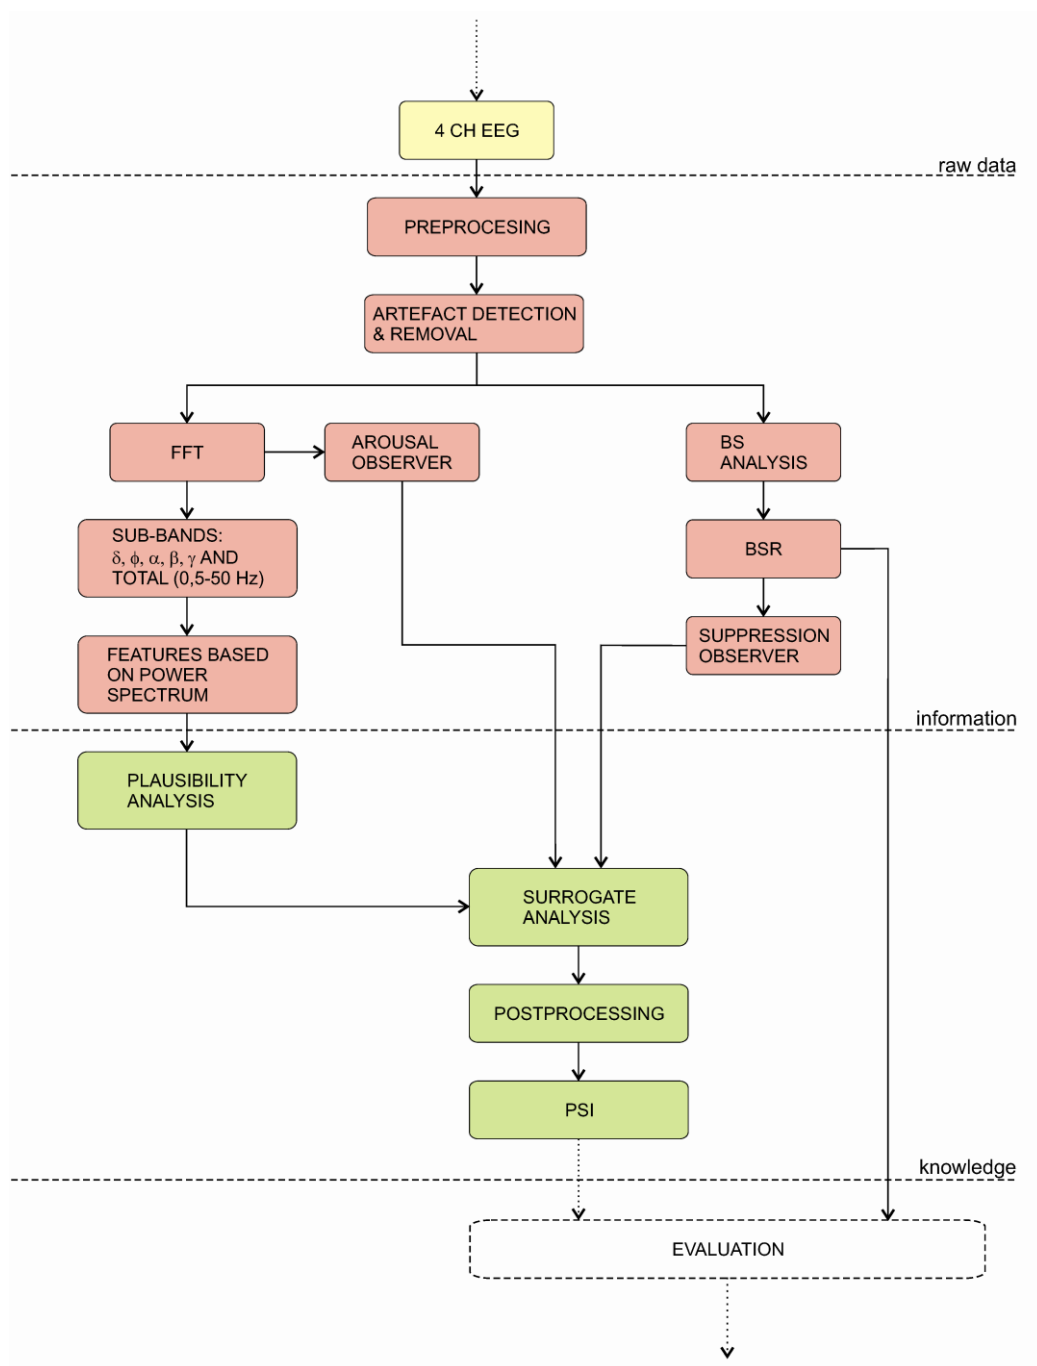 4 CH EEG
raw data
PREPROCESING
ARTEFACT DETECTION
& REMOVAL
FFT
AROUSAL
OBSERVER
BS
ANALYSIS
SUB-BANDS:
δ, ϕ, α, β, γ AND
TOTAL (0,5-50 Hz)
BSR
FEATURES BASED
ON POWER
SPECTRUM
SUPPRESSION
OBSERVER
information
PLAUSIBILITY
ANALYSIS
SURROGATE
ANALYSIS
POSTPROCESSING
PSI
knowledge
EVALUATION